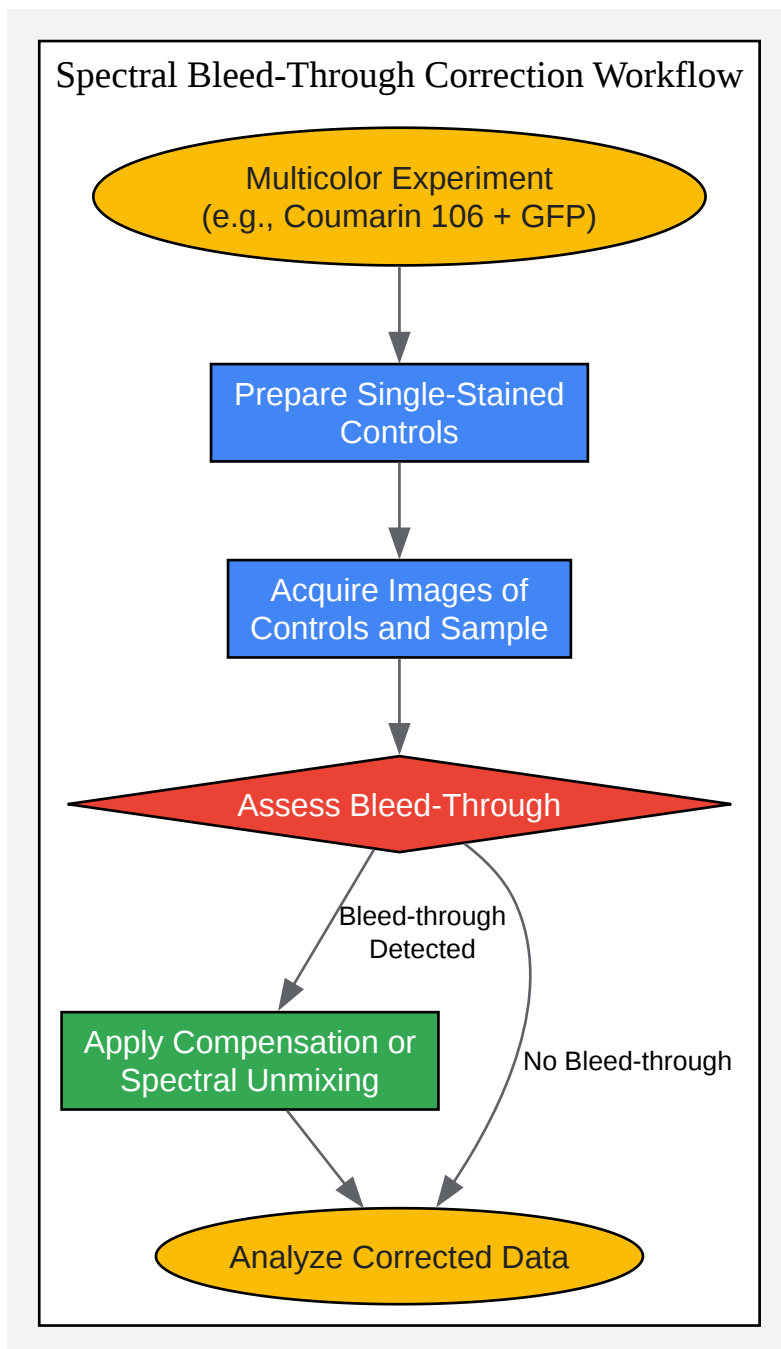 Spectral Bleed-Through Correction Workflow
Multicolor Experiment
(e.g., Coumarin 106 + GFP)
Prepare Single-Stained
Controls
Acquire Images of
Controls and Sample
Assess Bleed-Through
Bleed-through
Detected
Apply Compensation or
Spectral Unmixing
No Bleed-through
Analyze Corrected Data